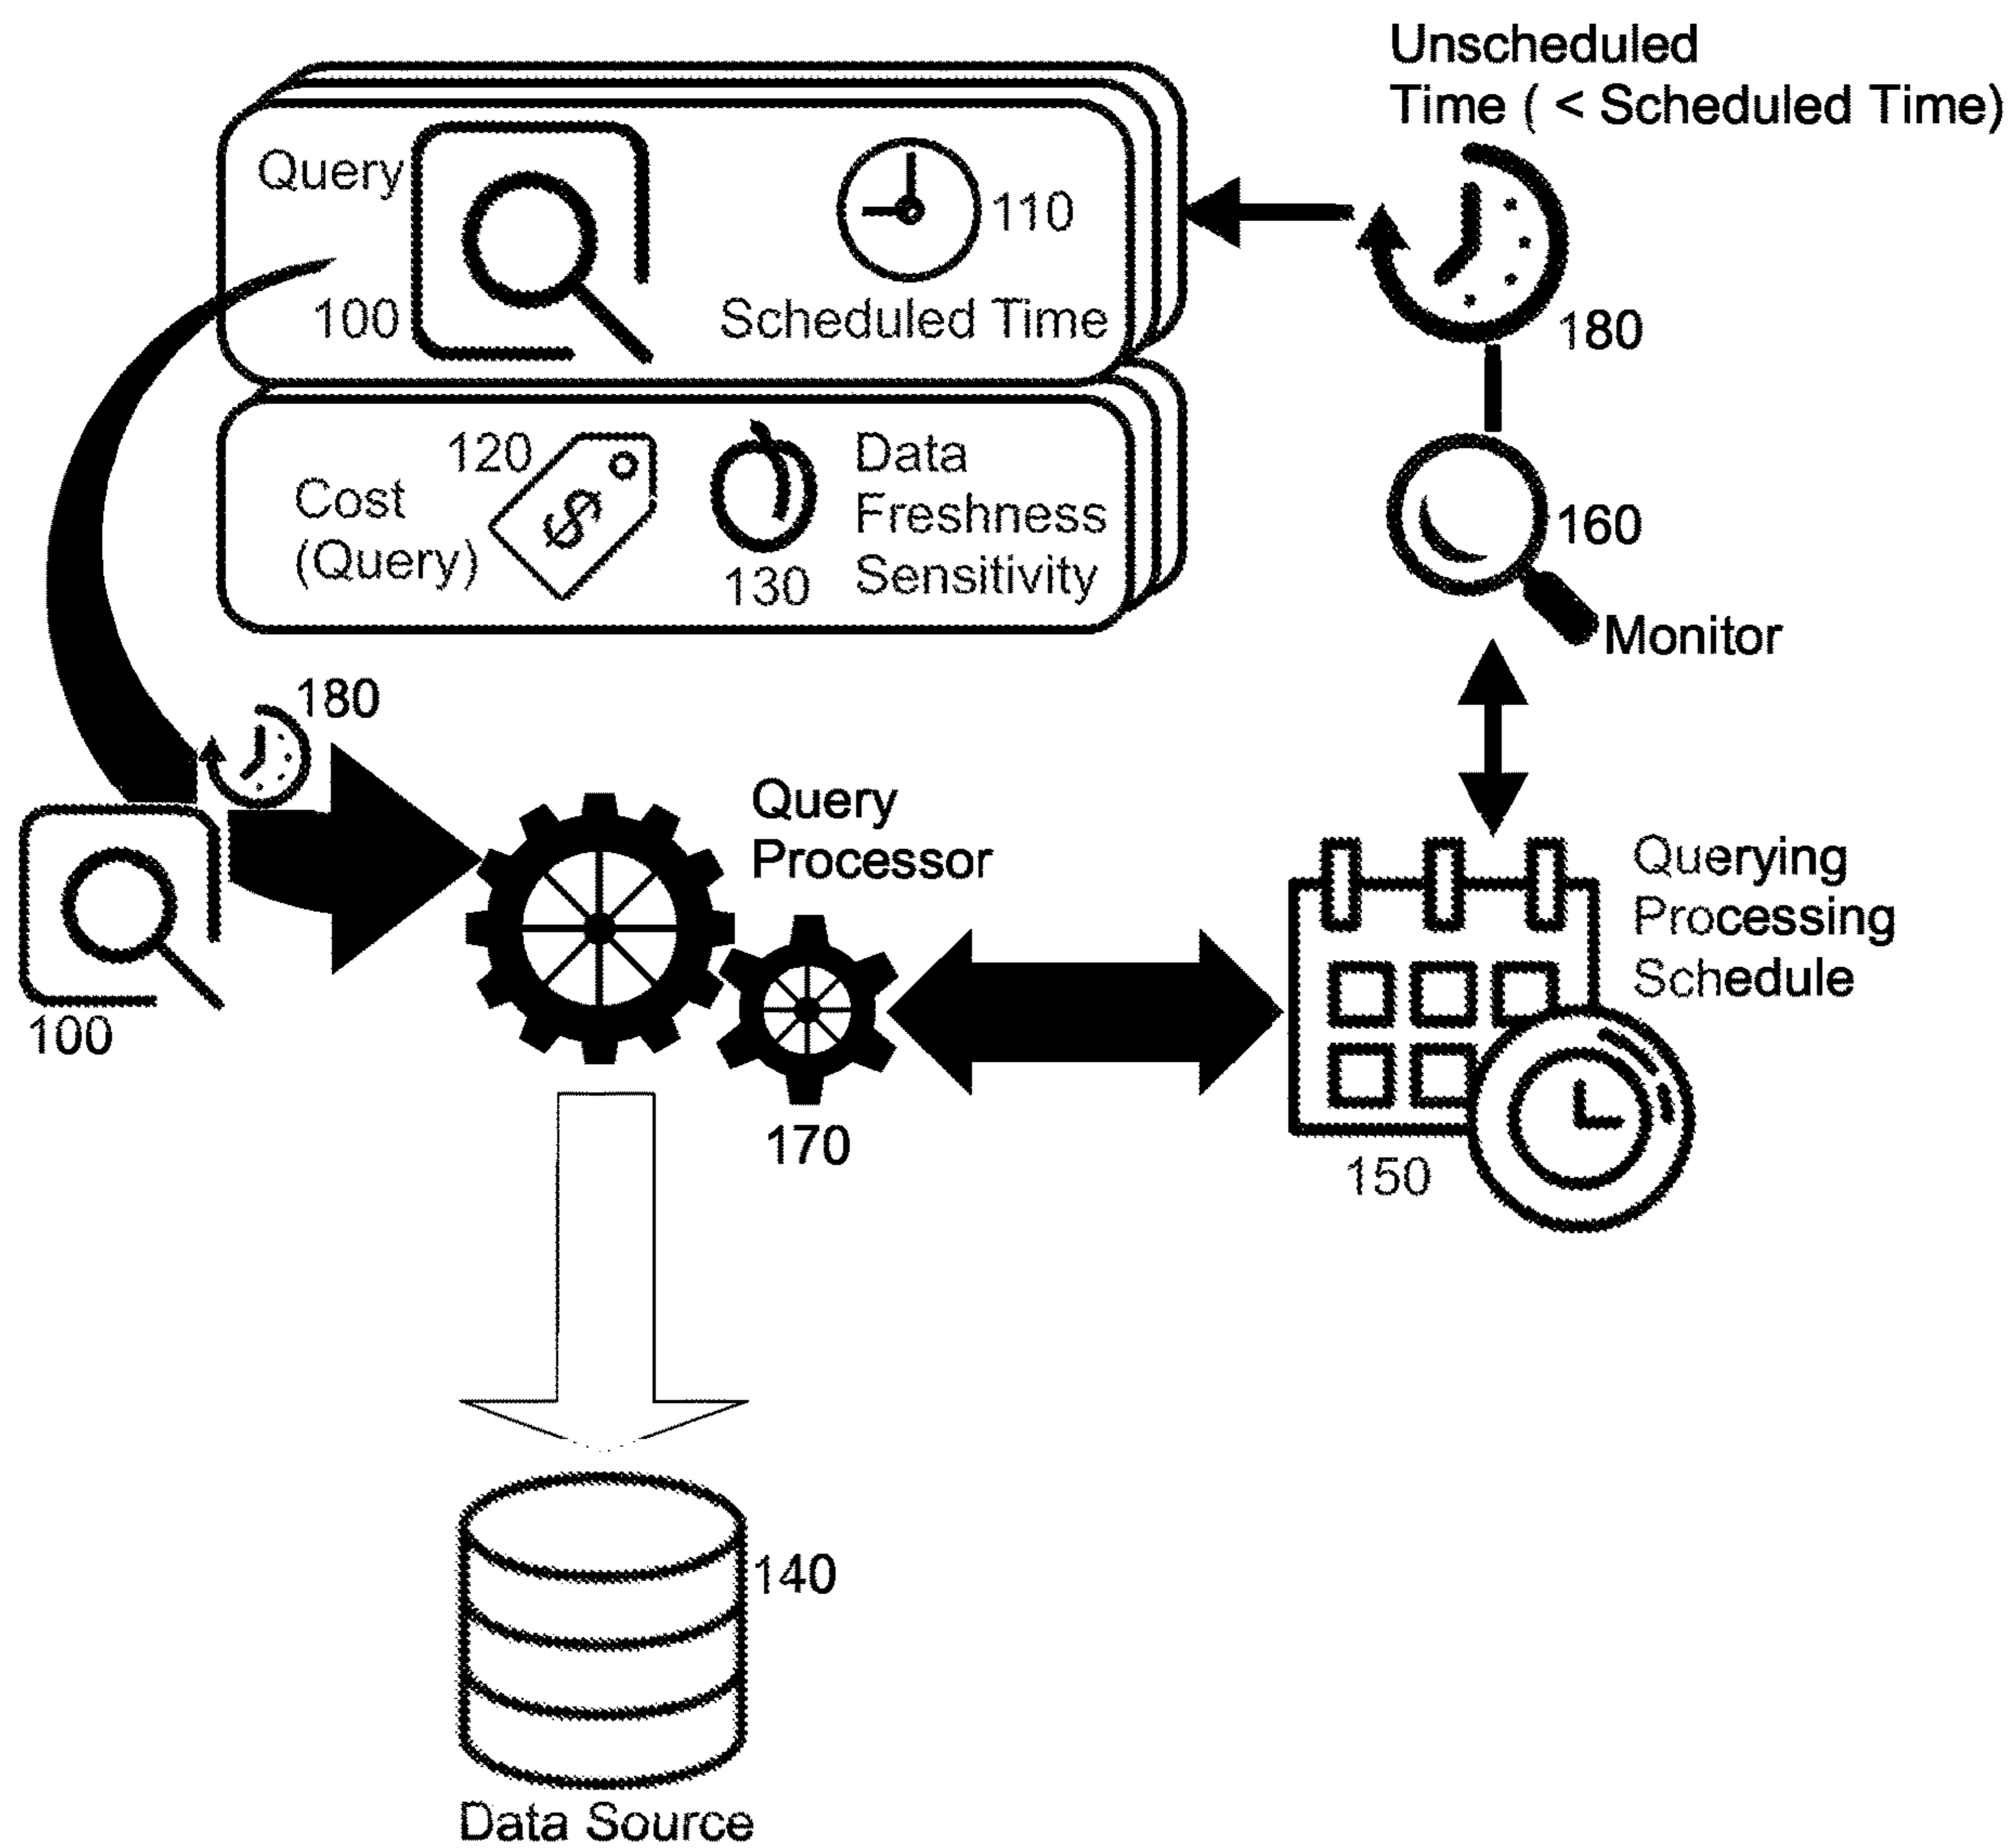 Unscheduled
Time ( < Scheduled Time)
Query
110
100
Scheduled Time
180
120
Data
Cost
Freshness
(Query)
$
130
Sensitivity
160
Monitor
180
Query
Processor
Querying
Processing
Schedule
100
170
150
140
Data Source